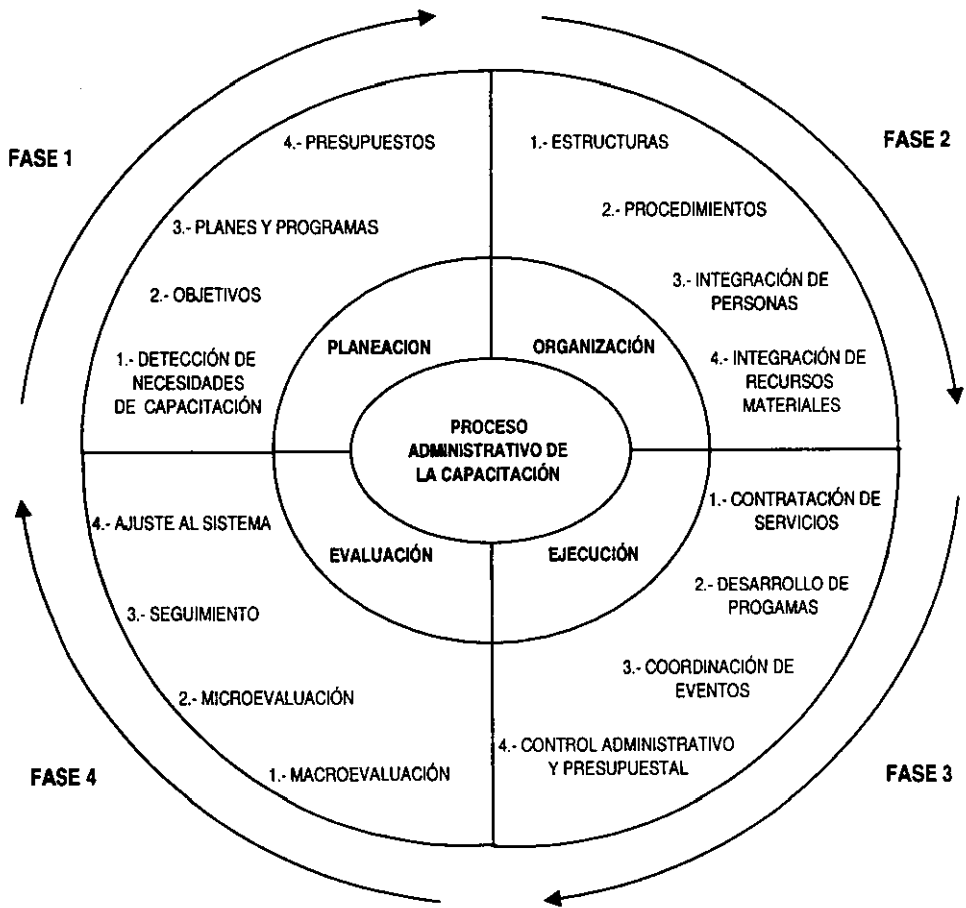 FASE 1
4.- PRESUPUESTOS
3.- PLANES Y PROGRAMAS
2.- OBJETIVOS
1.- DETECCIÓN DE
NECESIDADES
DE CAPACITACIÓN
PLANEACION
FASE 2
1.- ESTRUCTURAS
2.- PROCEDIMIENTOS
3.- INTEGRACIÓN DE
PERSONAS
4.- INTEGRACIÓN DE
RECURSOS
MATERIALES
ORGANIZACIÓN
PROCESO
ADMINISTRATIVO DE
LA CAPACITACIÓN
EJECUCIÓN
1.- CONTRATACIÓN DE
SERVICIOS
2.- DESARROLLO DE
PROGAMAS
3.- COORDINACIÓN DE
EVENTOS
4.- CONTROL ADMINISTRATIVO
Y PRESUPUESTAL
FASE 3
EVALUACIÓN
4.- AJUSTE AL SISTEMA
3.- SEGUIMIENTO
2.- MICROEVALUACIÓN
1.- MACROEVALUACIÓN
FASE 4